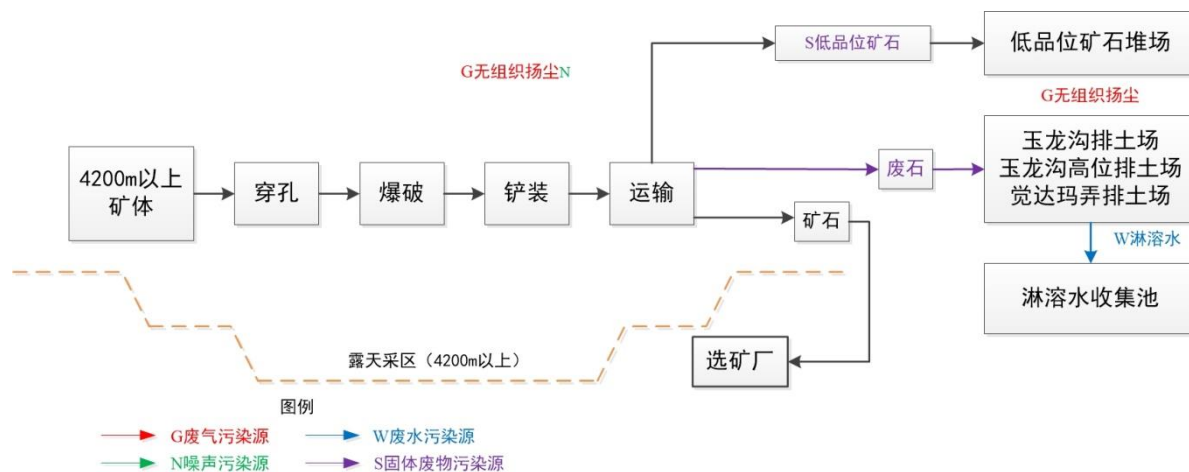 S低品位矿石
低品位矿石堆场
G无组织扬尘N
G无组织扬尘
4200m以上
矿体
穿孔
爆破
铲装
运输
废石
玉龙沟排土场
玉龙沟高位排土场
觉达玛弄排土场
矿石
W淋溶水
淋溶水收集池
露天采区（4200m以上）
选矿厂
图例
G废气污染源
W废水污染源
N噪声污染源
S固体废物污染源